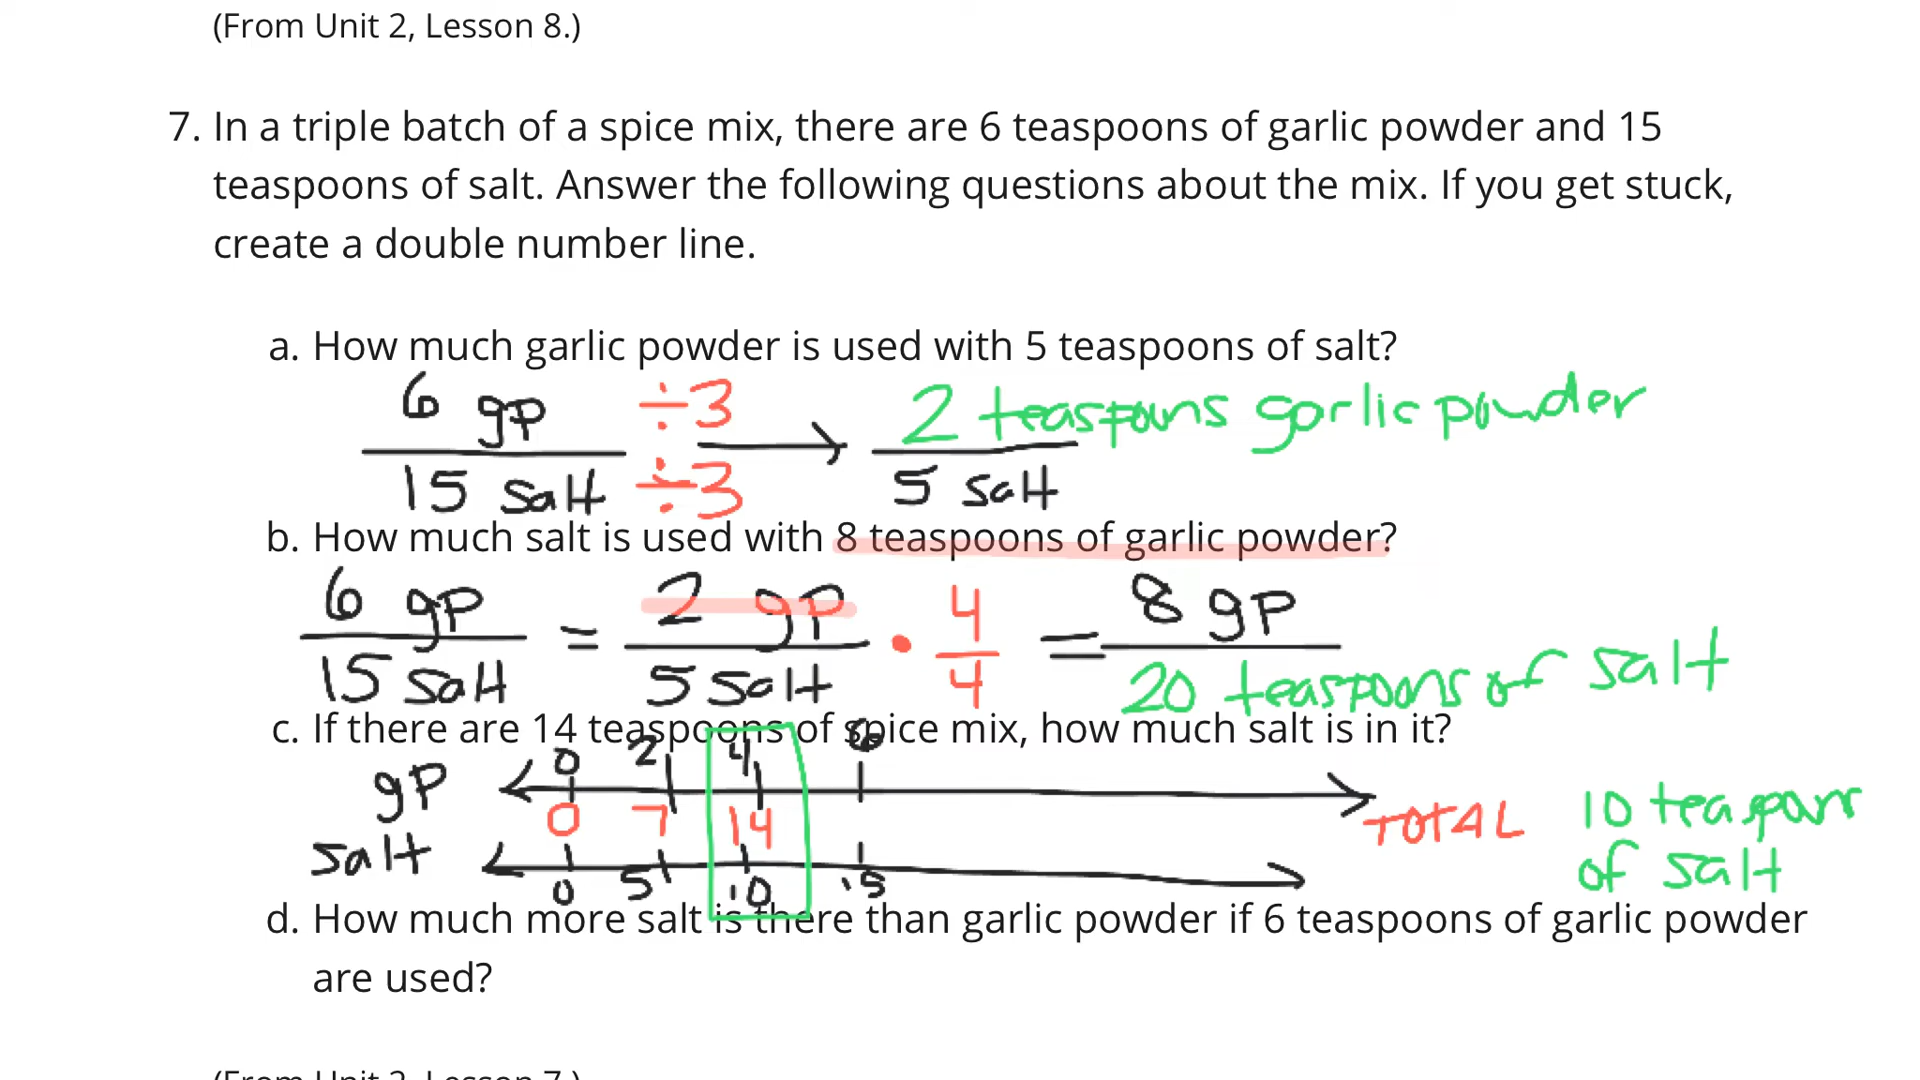 (From Unit 2, Lesson 8.)
7. In a triple batch of a spice mix, there are 6 teaspoons of garlic powder and 15
teaspoons of salt. Answer the following questions about the mix. If you get stuck,
create a double number line.
a. How much garlic powder is used with 5 teaspoons of salt?
6 gp ÷3 2 teaspoons garlic powder
15 salt ÷3 5 salt
b. How much salt is used with 8 teaspoons of garlic powder?
6 gp = 2 gp • 4 = 8 gp
15 salt 5 salt 4 20 teaspoons of salt
c. If there are 14 teaspoons of spice mix, how much salt is in it?
gp 0 2 4 6
0 7 14 TOTAL 10 teaspoons
salt of salt
0 5 10 15
d. How much more salt is there than garlic powder if 6 teaspoons of garlic powder
are used?
(From Unit 2, Lesson 7.)